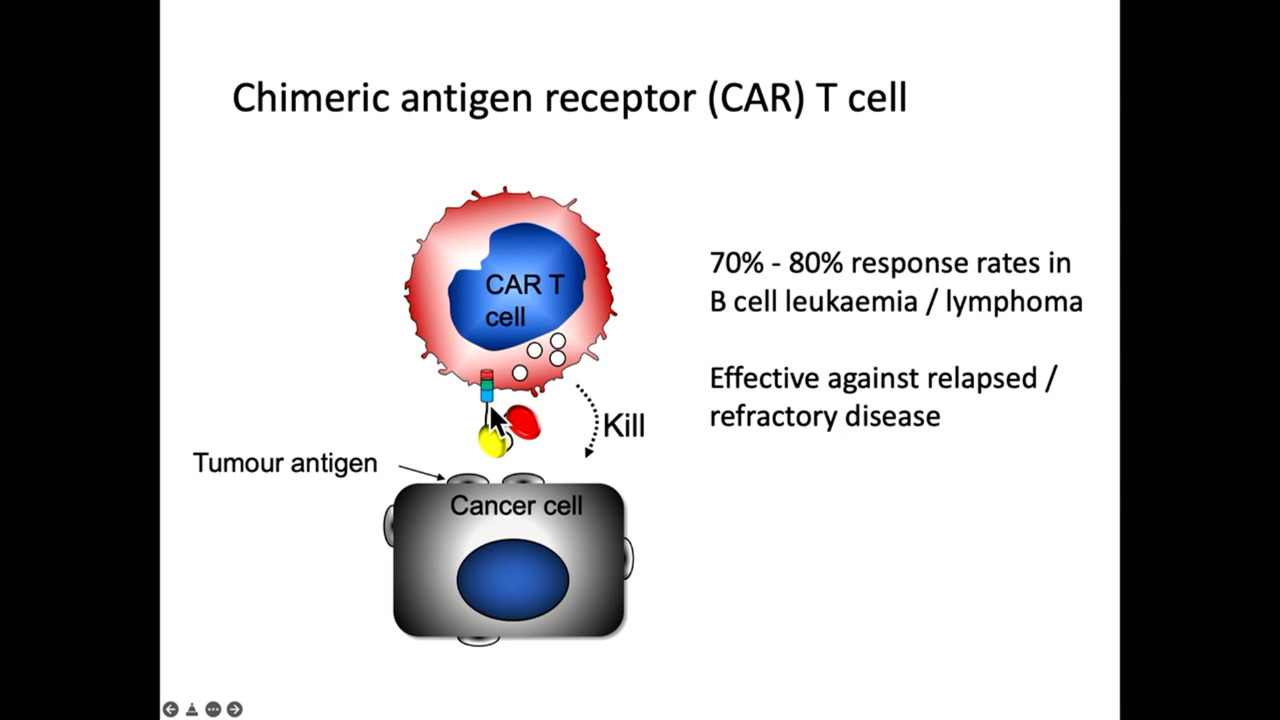 Chimeric antigen receptor (CAR) T cell
CAR T
cell
70% - 80% response rates in
B cell leukaemia / lymphoma
Effective against relapsed /
refractory disease
Kill
Tumour antigen
Cancer cell